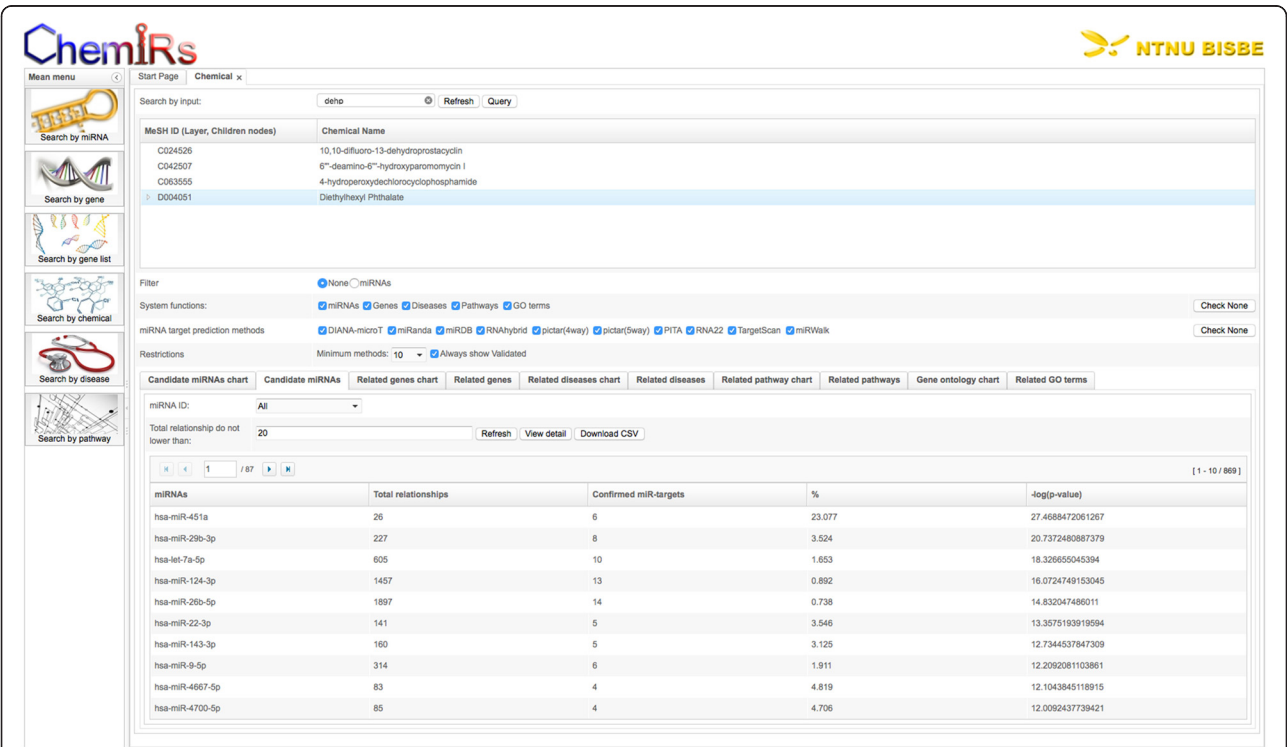 ChemiRs
NTNU BISBE
Mean menu
Search by miRNA
Search by gene
Search by gene list
Search by chemical
Search by disease
Search by pathway
Start Page Chemical x
Search by input: dehp Refresh Query
MeSH ID (Layer, Children nodes) Chemical Name
C024526 10,10-difluoro-13-dehydroprostacyclin
C042507 6'''-deamino-6'''-hydroxyparomomycin I
C063555 4-hydroperoxydechlorocyclophosphamide
D004051 Diethylhexyl Phthalate
Filter None miRNAs
System functions: miRNAs Genes Diseases Pathways GO terms Check None
miRNA target prediction methods DIANA-microT miRanda miRDB RNAhybrid pictar(4way) pictar(5way) PITA RNA22 TargetScan miRWalk Check None
Restrictions Minimum methods: 10 Always show Validated
Candidate miRNAs chart Candidate miRNAs Related genes chart Related genes Related diseases chart Related diseases Related pathway chart Related pathways Gene ontology chart Related GO terms
miRNA ID: All
Total relationship do not
lower than: 20 Refresh View detail Download CSV
1 / 87 [ 1 - 10 / 869 ]
miRNAs Total relationships Confirmed miR-targets % -log(p-value)
hsa-miR-451a 26 6 23.077 27.4688472061267
hsa-miR-29b-3p 227 8 3.524 20.7372480887379
hsa-let-7a-5p 605 10 1.653 18.326655045394
hsa-miR-124-3p 1457 13 0.892 16.0724749153045
hsa-miR-26b-5p 1897 14 0.738 14.832047486011
hsa-miR-22-3p 141 5 3.546 13.3575193919594
hsa-miR-143-3p 160 5 3.125 12.7344537847309
hsa-miR-9-5p 314 6 1.911 12.2092081103861
hsa-miR-4667-5p 83 4 4.819 12.1043845118915
hsa-miR-4700-5p 85 4 4.706 12.0092437739421